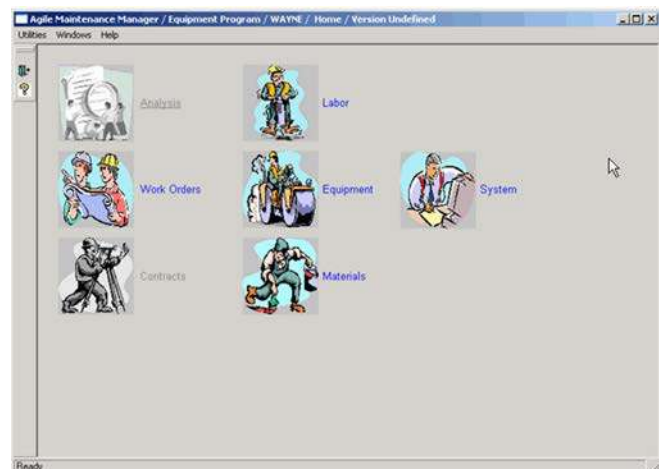 Agile Maintenance Manager / Equipment Program / WAYNE / Home / Version Undefined
Utilities Windows Help
Analysis
Labor
Work Orders
Equipment
System
Contracts
Materials
Ready